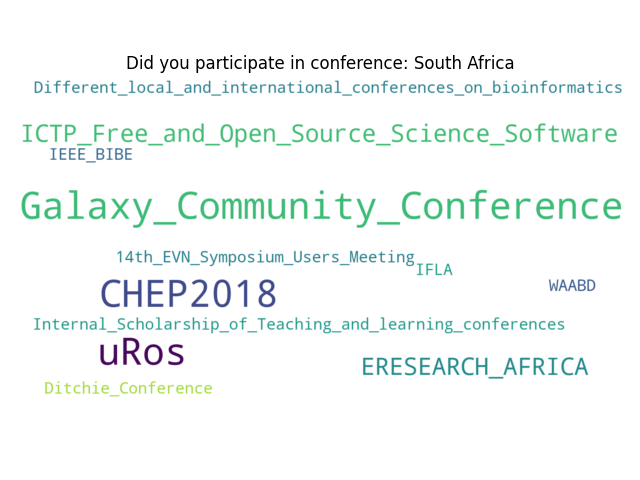 Did you participate in conference: South Africa
Different_local_and_international_conferences_on_bioinformatics
ICTP_Free_and_Open_Source_Science_Software
IEEE_BIBE
Galaxy_Community_Conference
14th_EVN_Symposium_Users_Meeting
IFLA
CHEP2018
WAABD
Internal_Scholarship_of_Teaching_and_learning_conferences
uRos
ERESEARCH_AFRICA
Ditchie_Conference